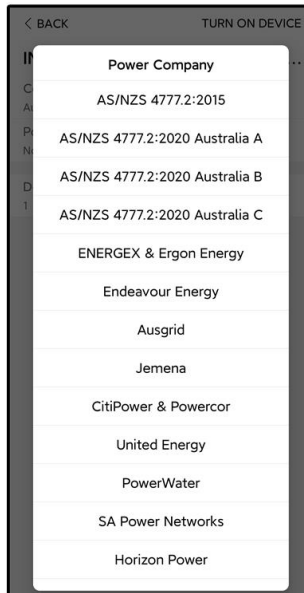 < BACK TURN ON DEVICE
Power Company
AS/NZS 4777.2:2015
AS/NZS 4777.2:2020 Australia A
AS/NZS 4777.2:2020 Australia B
AS/NZS 4777.2:2020 Australia C
ENERGEX & Ergon Energy
Endeavour Energy
Ausgrid
Jemena
CitiPower & Powercor
United Energy
PowerWater
SA Power Networks
Horizon Power